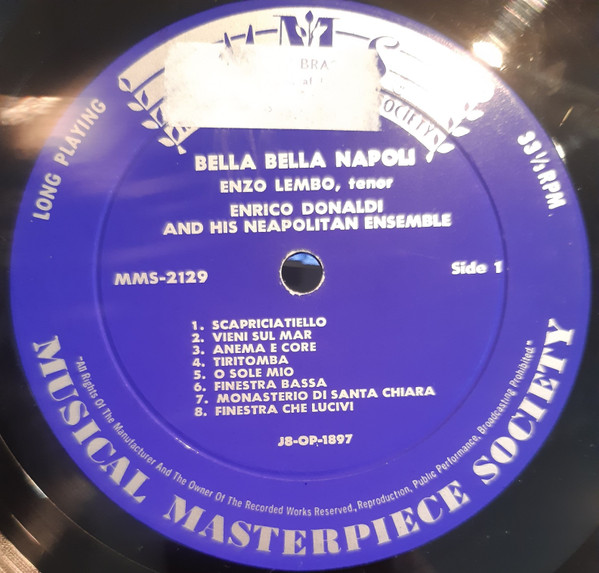 M M S
BRA
SOCIETY
LONG PLAYING
33⅓ RPM
BELLA BELLA NAPOLI
ENZO LEMBO, tenor
ENRICO DONALDI
AND HIS NEAPOLITAN ENSEMBLE
MMS-2129
Side 1
1. SCAPRICIATIELLO
2. VIENI SUL MAR
3. ANEMA E CORE
4. TIRITOMBA
5. O SOLE MIO
6. FINESTRA BASSA
7. MONASTERIO DI SANTA CHIARA
8. FINESTRA CHE LUCIVI
J8-OP-1897
"All Rights Of The Manufacturer And The Owner Of The Recorded Works Reserved, Reproduction, Public Performance, Broadcasting Prohibited."
MUSICAL MASTERPIECE SOCIETY